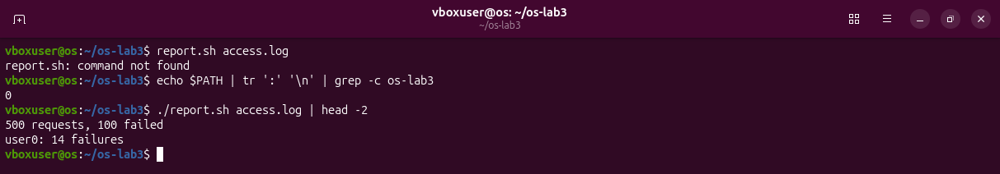 vboxuser@os: ~/os-lab3
~/os-lab3
vboxuser@os:~/os-lab3$ report.sh access.log
report.sh: command not found
vboxuser@os:~/os-lab3$ echo $PATH | tr ':' '\n' | grep -c os-lab3
0
vboxuser@os:~/os-lab3$ ./report.sh access.log | head -2
500 requests, 100 failed
user0: 14 failures
vboxuser@os:~/os-lab3$